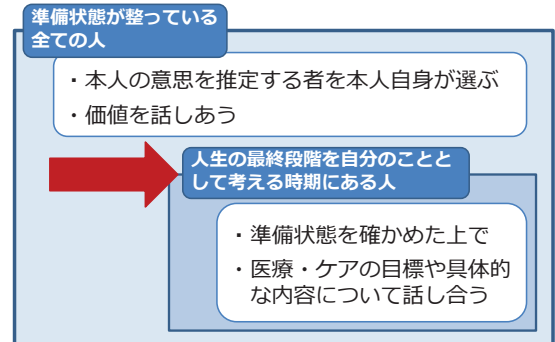 準備状態が整っている
全ての人
・本人の意思を推定する者を本人自身が選ぶ
・価値を話しあう
人生の最終段階を自分のことと
して考える時期にある人
・準備状態を確かめた上で
・医療・ケアの目標や具体的
な内容について話し合う